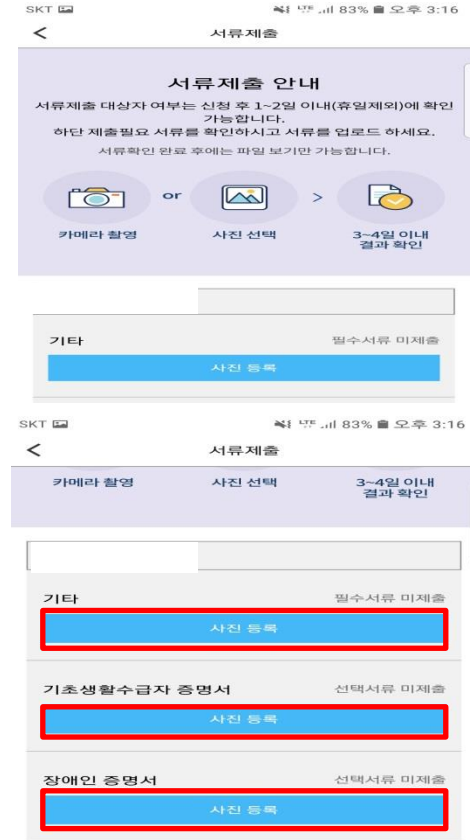 SKT LTE 83% 오후 3:16
< 서류제출
서류제출 안내
서류제출 대상자 여부는 신청 후 1~2일 이내(휴일제외)에 확인
가능합니다.
하단 제출필요 서류를 확인하시고 서류를 업로드 하세요.
서류확인 완료 후에는 파일 보기만 가능합니다.
or >
카메라 촬영 사진 선택 3~4일 이내
결과 확인
기타 필수서류 미제출
사진 등록
SKT LTE 83% 오후 3:16
< 서류제출
카메라 촬영 사진 선택 3~4일 이내
결과 확인
기타 필수서류 미제출
사진 등록
기초생활수급자 증명서 선택서류 미제출
사진 등록
장애인 증명서 선택서류 미제출
사진 등록